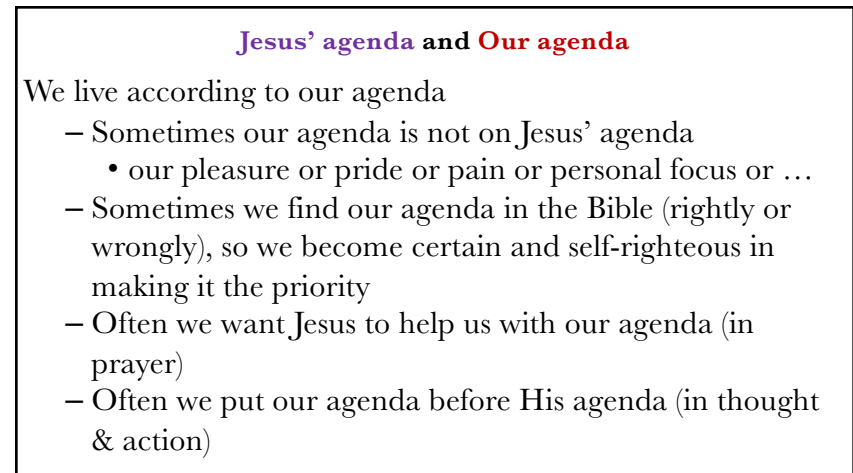 Jesus’ agenda and Our agenda
We live according to our agenda
– Sometimes our agenda is not on Jesus’ agenda
• our pleasure or pride or pain or personal focus or …
– Sometimes we find our agenda in the Bible (rightly or
wrongly), so we become certain and self-righteous in
making it the priority
– Often we want Jesus to help us with our agenda (in
prayer)
– Often we put our agenda before His agenda (in thought
& action)